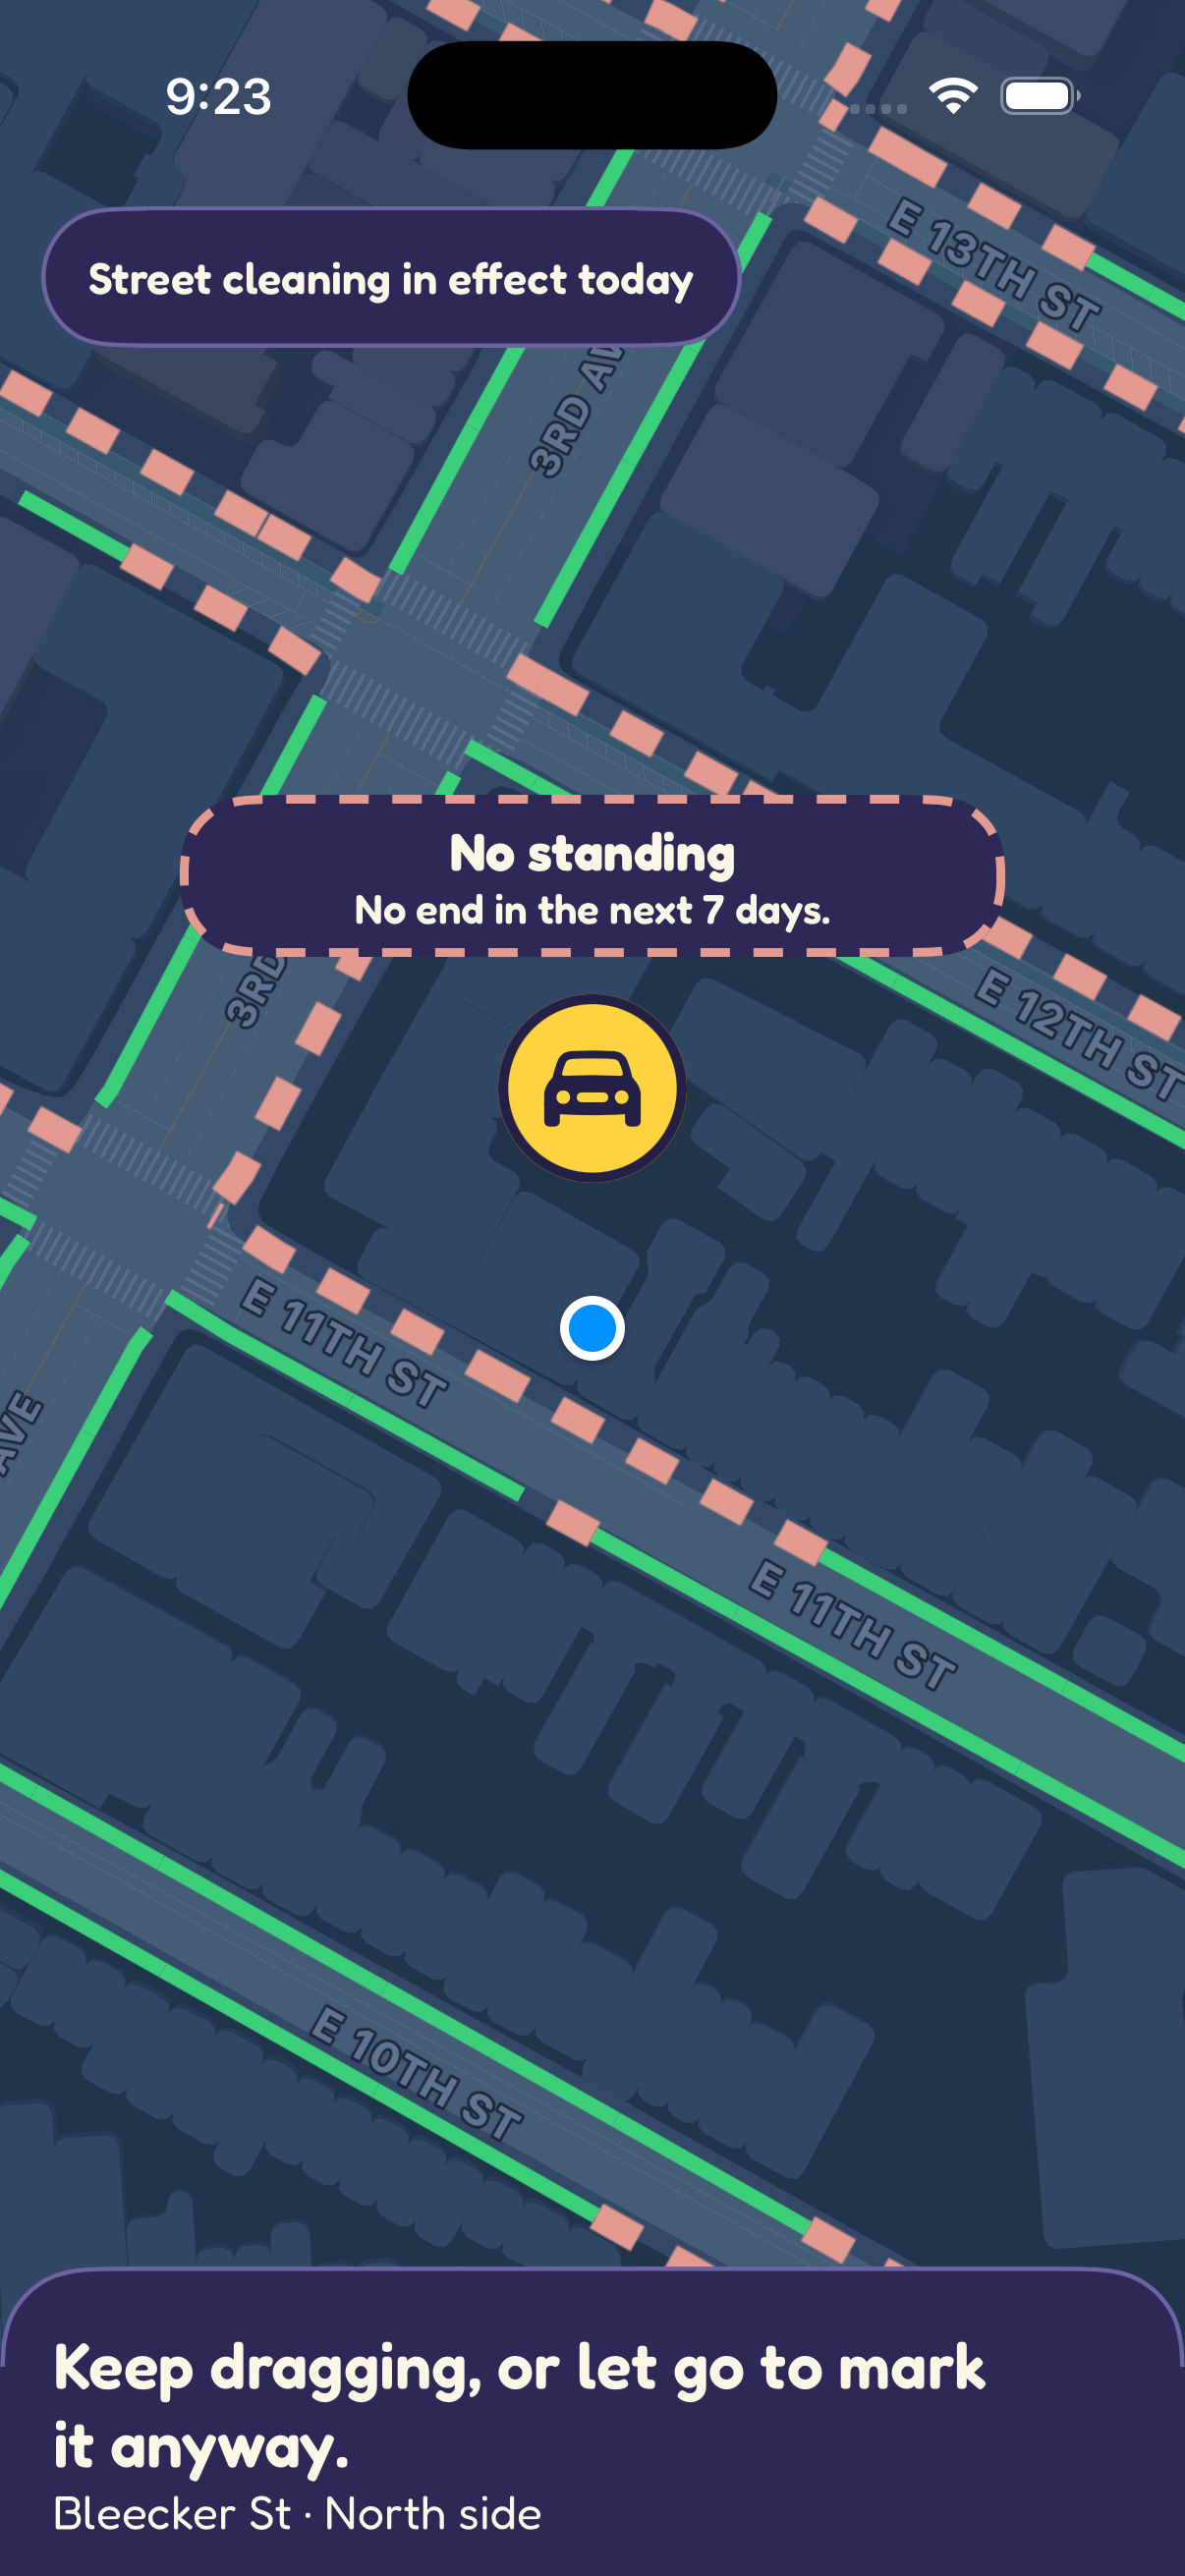 9:23
E 13TH ST
Street cleaning in effect today
3RD AV
No standing
No end in the next 7 days.
3RD
E 12TH ST
E 11TH ST
AVE
E 11TH ST
E 10TH ST
Keep dragging, or let go to mark
it anyway.
Bleecker St · North side